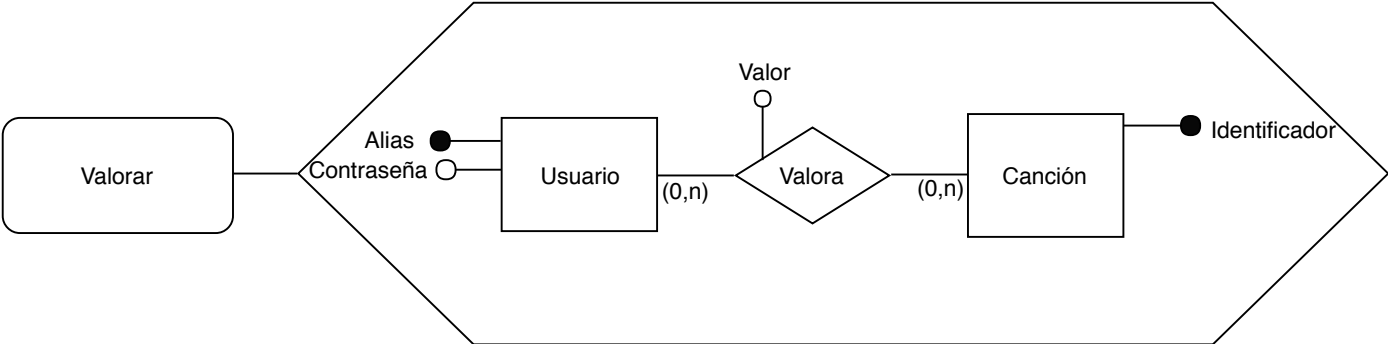 Valorar
Alias
Contraseña
Usuario
(0,n)
Valor
Valora
(0,n)
Canción
Identificador